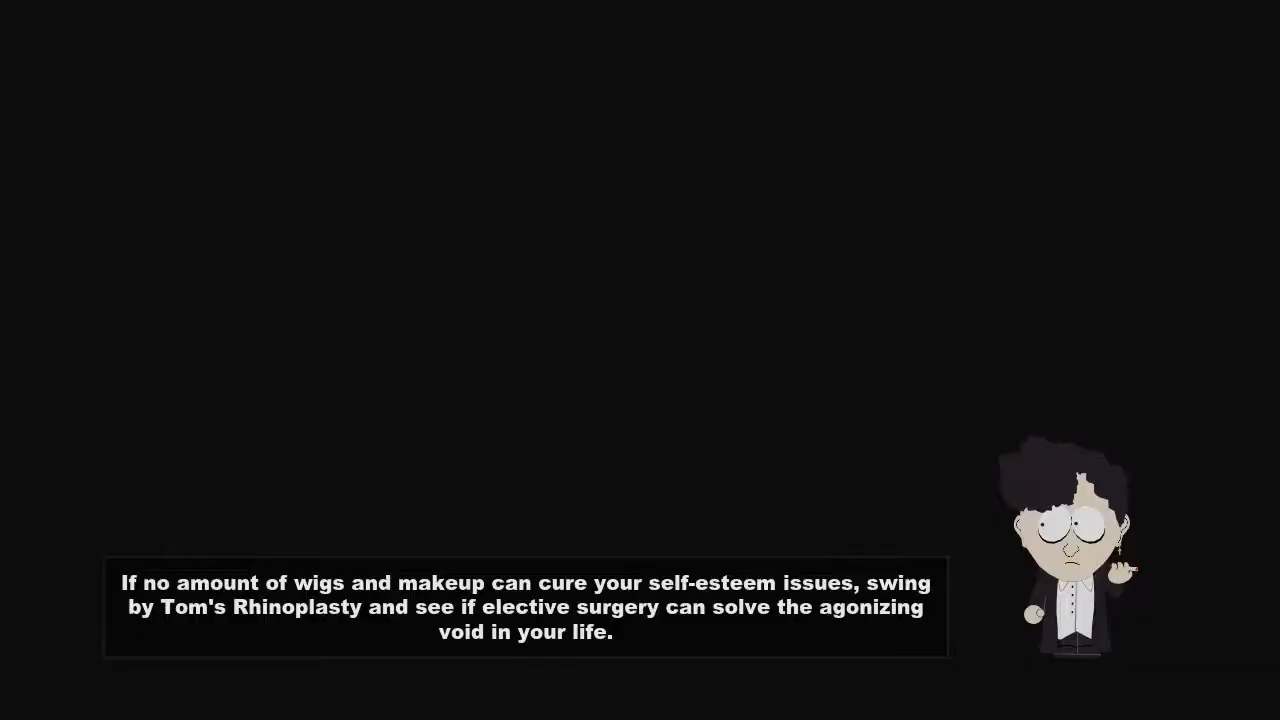 If no amount of wigs and makeup can cure your self-esteem issues, swing
by Tom's Rhinoplasty and see if elective surgery can solve the agonizing
void in your life.